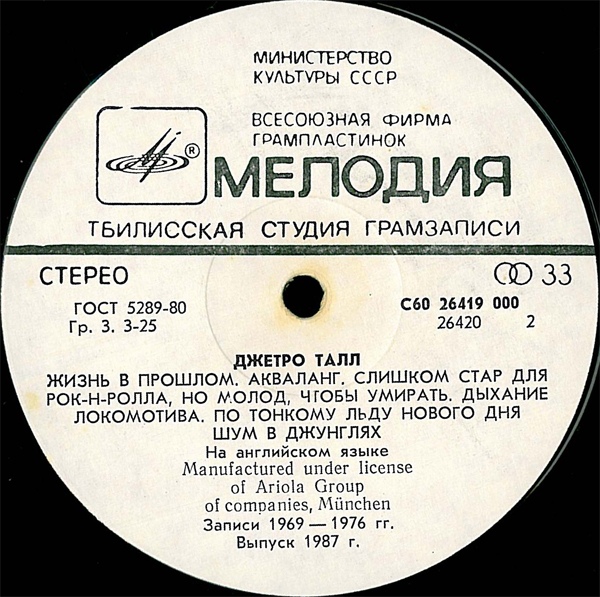 МИНИСТЕРСТВО
КУЛЬТУРЫ СССР
ВСЕСОЮЗНАЯ ФИРМА
ГРАМПЛАСТИНОК
®
МЕЛОДИЯ
ТБИЛИССКАЯ СТУДИЯ ГРАМЗАПИСИ
СТЕРЕО
33
ГОСТ 5289-80
Гр. 3. 3-25
С60 26419 000
26420 2
ДЖЕТРО ТАЛЛ
ЖИЗНЬ В ПРОШЛОМ. АКВАЛАНГ. СЛИШКОМ СТАР ДЛЯ
РОК-Н-РОЛЛА, НО МОЛОД, ЧТОБЫ УМИРАТЬ. ДЫХАНИЕ
ЛОКОМОТИВА. ПО ТОНКОМУ ЛЬДУ НОВОГО ДНЯ
ШУМ В ДЖУНГЛЯХ
На английском языке
Manufactured under license
of Ariola Group
of companies, München
Записи 1969 — 1976 гг.
Выпуск 1987 г.